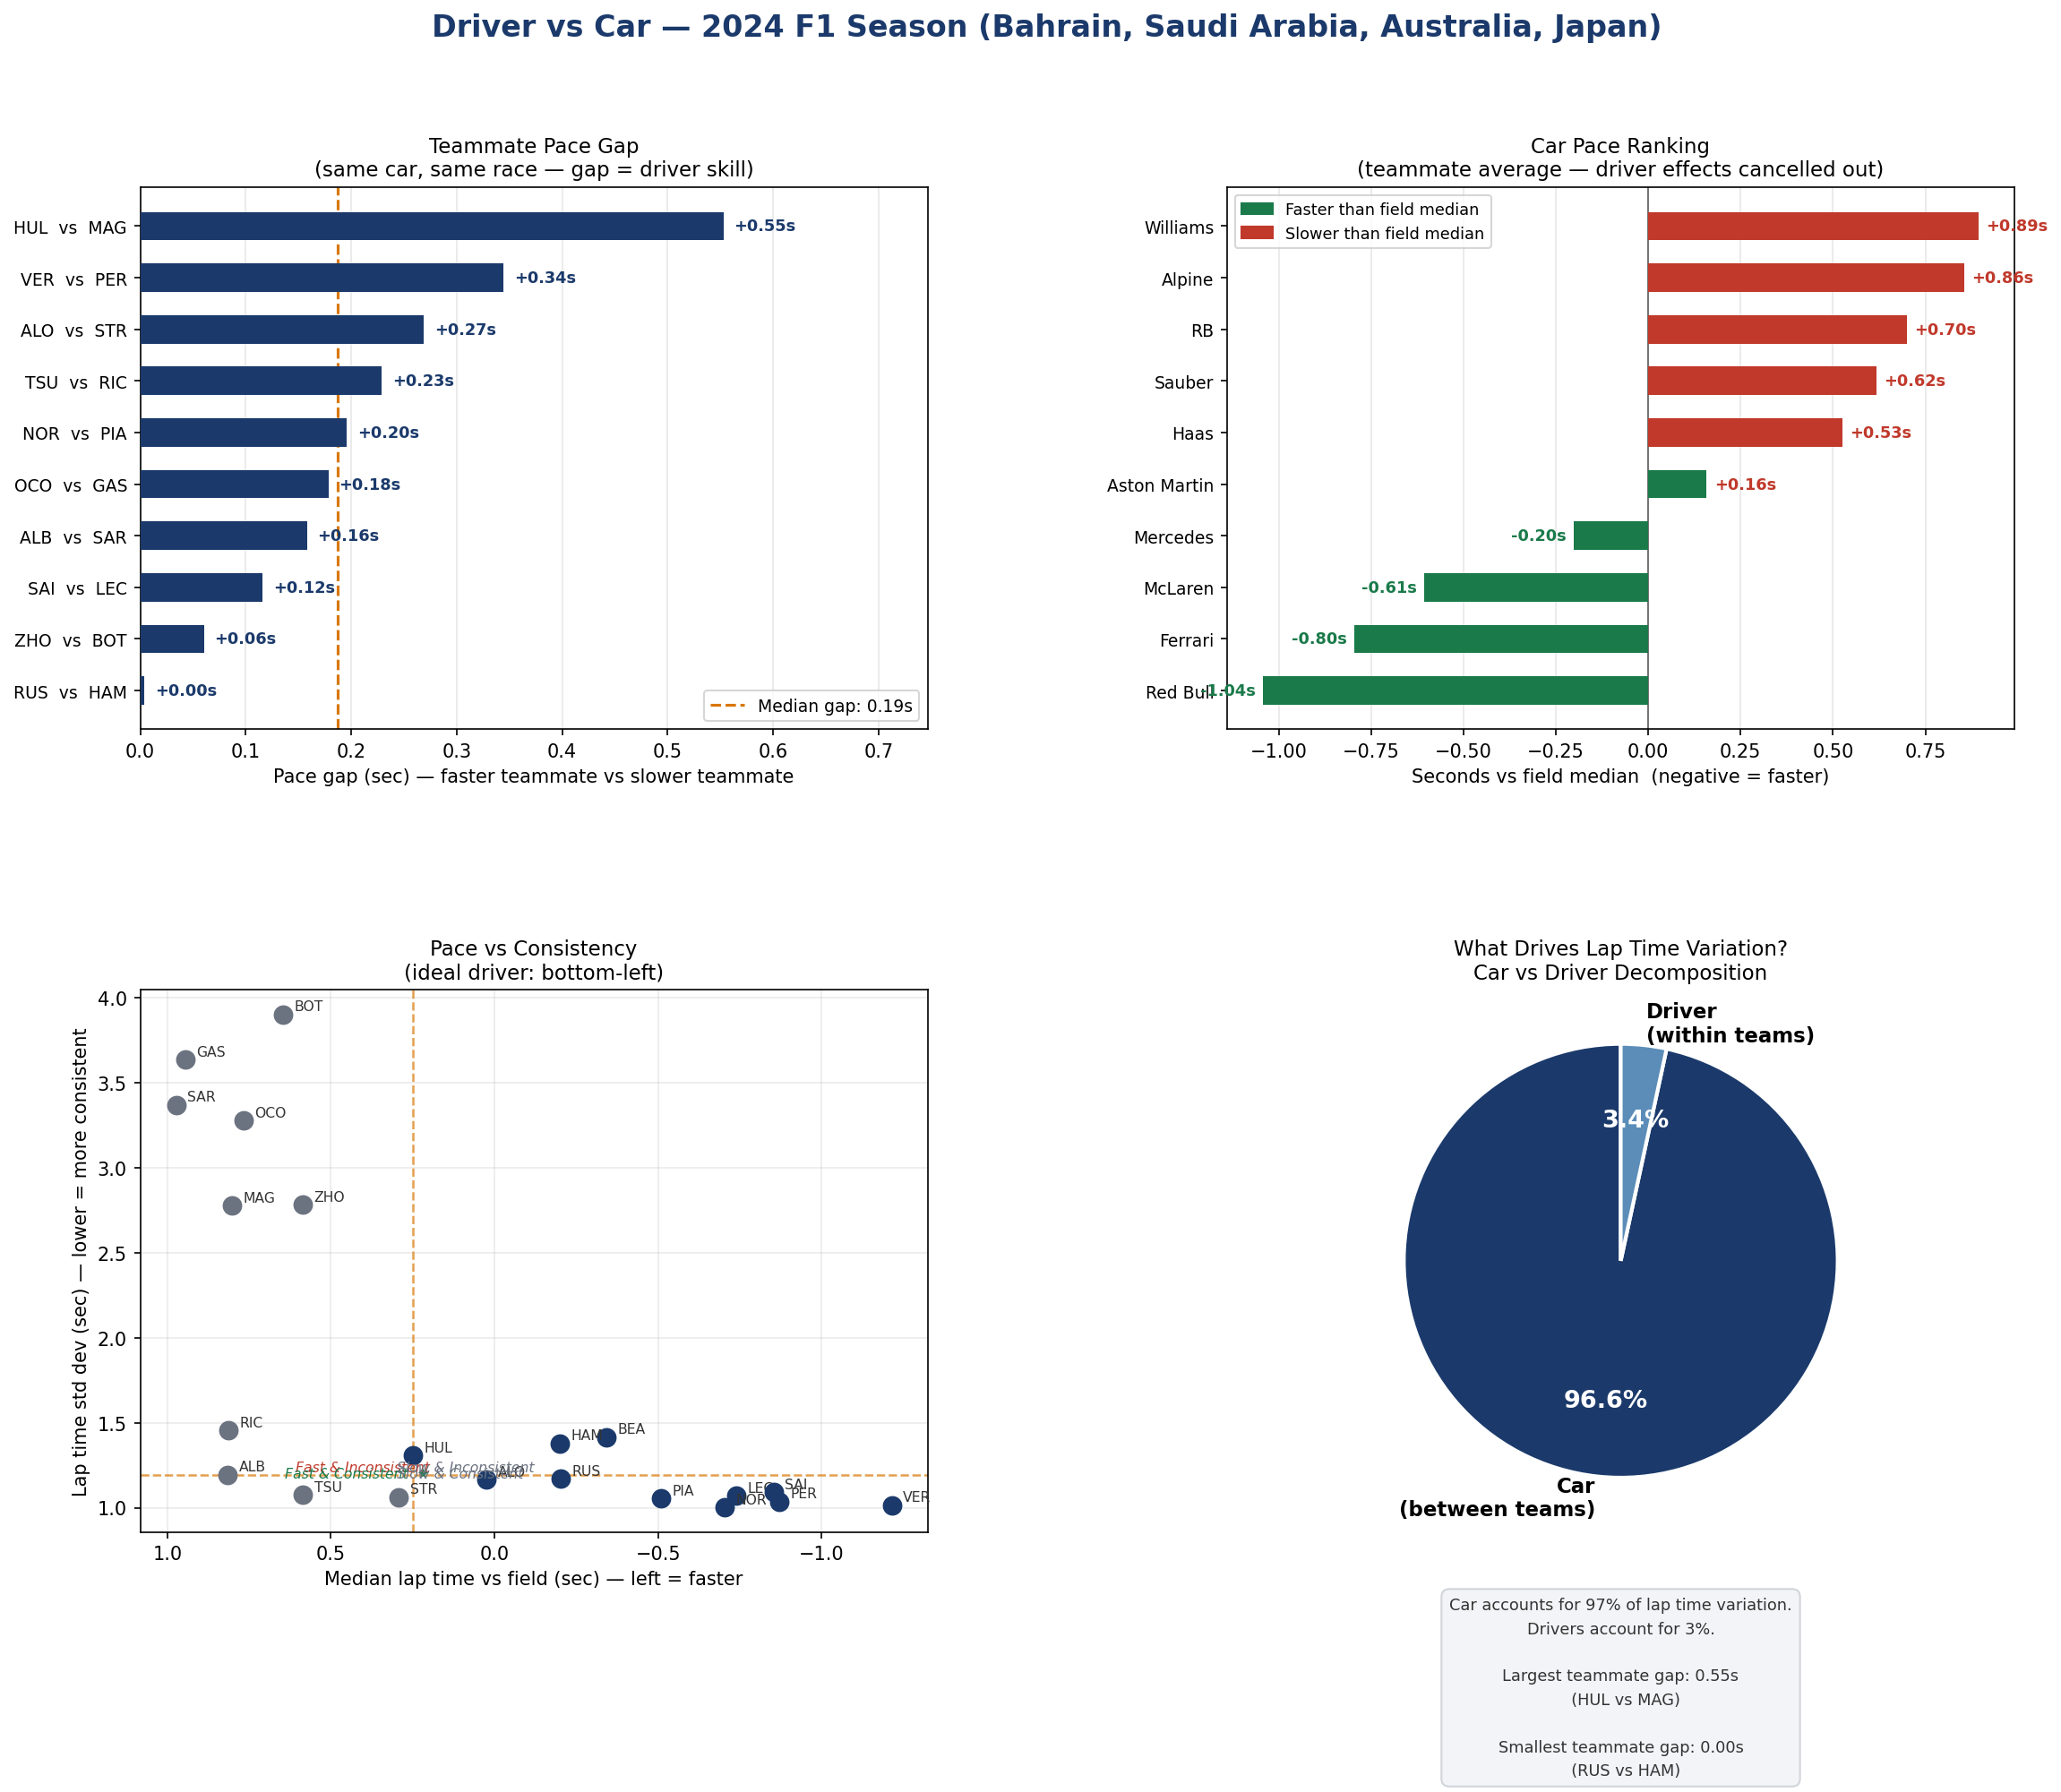 Driver vs Car — 2024 F1 Season (Bahrain, Saudi Arabia, Australia, Japan)
Teammate Pace Gap
(same car, same race — gap = driver skill)
HUL vs MAG
+0.55s
VER vs PER
+0.34s
ALO vs STR
+0.27s
TSU vs RIC
+0.23s
NOR vs PIA
+0.20s
OCO vs GAS
+0.18s
ALB vs SAR
+0.16s
SAI vs LEC
+0.12s
ZHO vs BOT
+0.06s
RUS vs HAM
+0.00s
Median gap: 0.19s
0.0 0.1 0.2 0.3 0.4 0.5 0.6 0.7
Pace gap (sec) — faster teammate vs slower teammate
Car Pace Ranking
(teammate average — driver effects cancelled out)
Faster than field median
Slower than field median
Williams
+0.89s
Alpine
+0.86s
RB
+0.70s
Sauber
+0.62s
Haas
+0.53s
Aston Martin
+0.16s
Mercedes
-0.20s
McLaren
-0.61s
Ferrari
-0.80s
Red Bull
-1.04s
−1.00 −0.75 −0.50 −0.25 0.00 0.25 0.50 0.75
Seconds vs field median (negative = faster)
Pace vs Consistency
(ideal driver: bottom-left)
Lap time std dev (sec) — lower = more consistent
4.0
3.5
3.0
2.5
2.0
1.5
1.0
BOT
GAS
SAR
OCO
MAG
ZHO
RIC
BEA
HAM
HUL
ALB
Fast & Inconsistent
Slow & Inconsistent
Fast & Consistent
Slow & Consistent
ALO
RUS
TSU
STR
PIA
LEC
SAI
NOR
PER
VER
1.0 0.5 0.0 −0.5 −1.0
Median lap time vs field (sec) — left = faster
What Drives Lap Time Variation?
Car vs Driver Decomposition
Driver
(within teams)
3.4%
96.6%
Car
(between teams)
Car accounts for 97% of lap time variation.
Drivers account for 3%.
Largest teammate gap: 0.55s
(HUL vs MAG)
Smallest teammate gap: 0.00s
(RUS vs HAM)